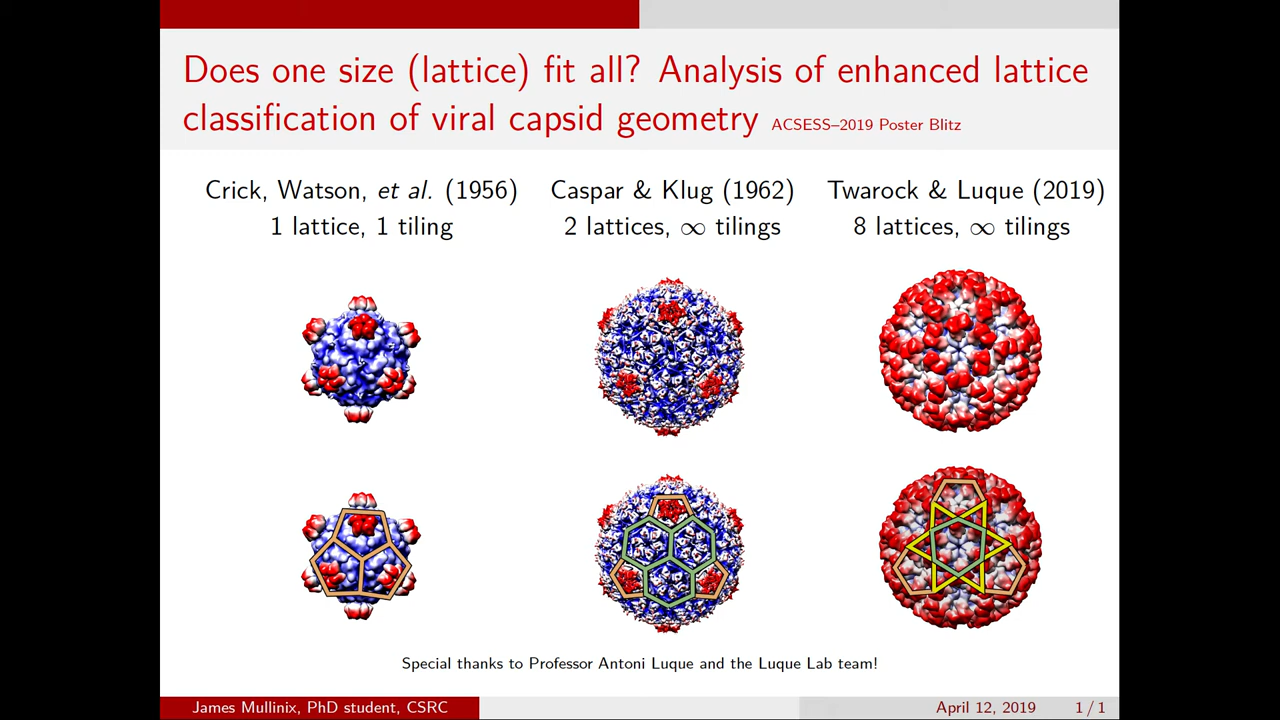 Does one size (lattice) fit all? Analysis of enhanced lattice
classification of viral capsid geometry ACSESS–2019 Poster Blitz
Crick, Watson, et al. (1956)
1 lattice, 1 tiling
Caspar & Klug (1962)
2 lattices, ∞ tilings
Twarock & Luque (2019)
8 lattices, ∞ tilings
Special thanks to Professor Antoni Luque and the Luque Lab team!
James Mullinix, PhD student, CSRC
April 12, 2019 1 / 1